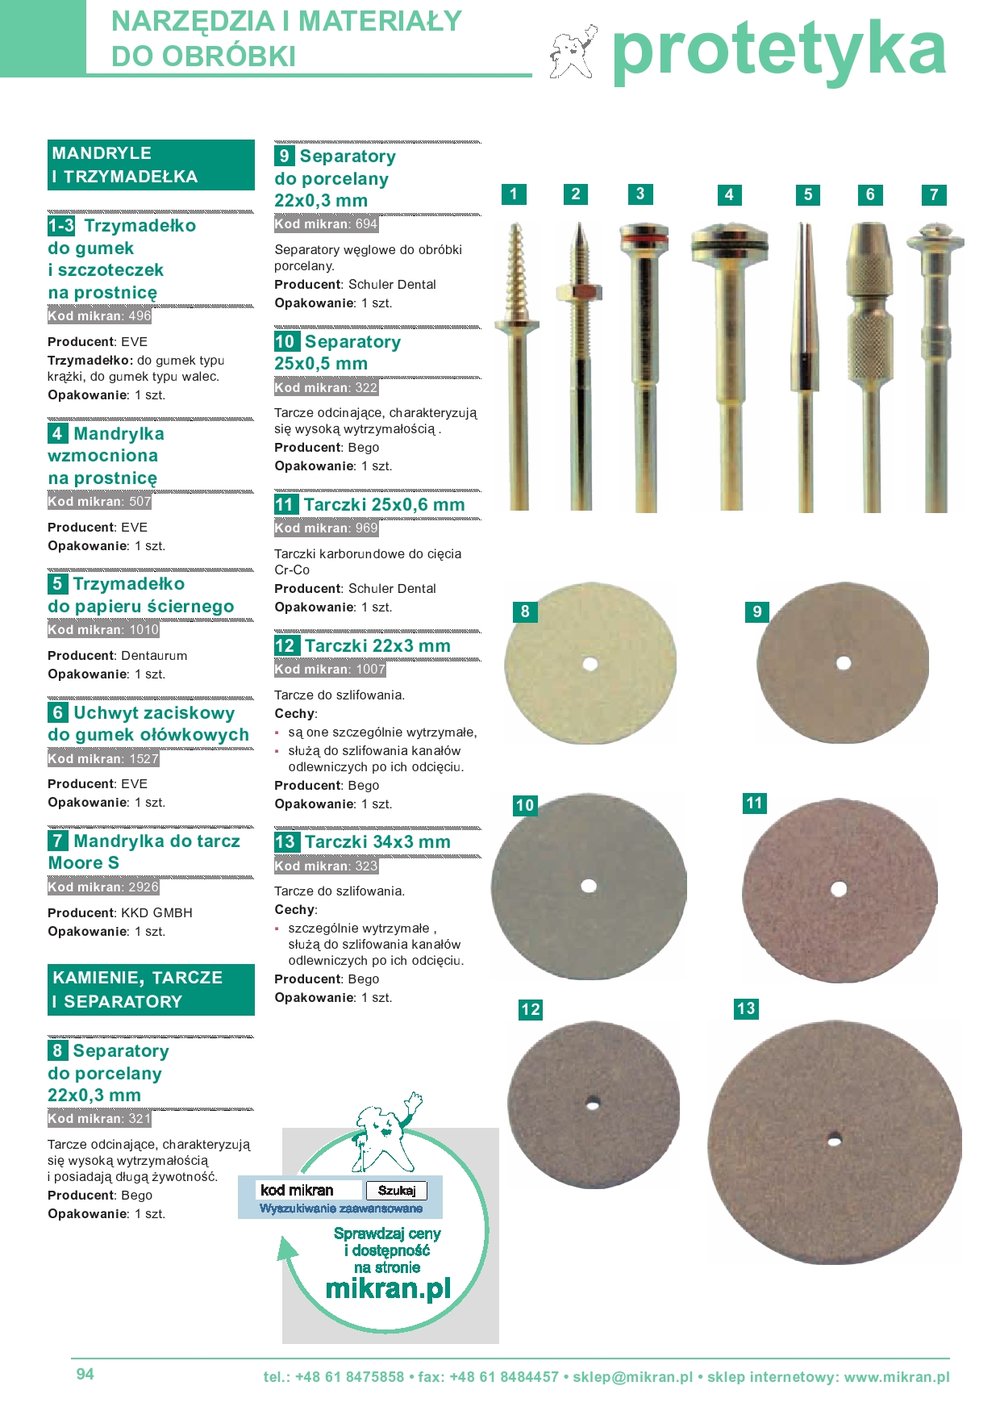 NARZĘDZIA I MATERIAŁY
DO OBRÓBKI
protetyka
MANDRYLE
I TRZYMADEŁKA
1-3 Trzymadełko
do gumek
i szczoteczek
na prostnicę
Kod mikran: 496
Producent: EVE
Trzymadełko: do gumek typu
krążki, do gumek typu walec.
Opakowanie: 1 szt.
4 Mandrylka
wzmocniona
na prostnicę
Kod mikran: 507
Producent: EVE
Opakowanie: 1 szt.
5 Trzymadełko
do papieru ściernego
Kod mikran: 1010
Producent: Dentaurum
Opakowanie: 1 szt.
6 Uchwyt zaciskowy
do gumek ołówkowych
Kod mikran: 1527
Producent: EVE
Opakowanie: 1 szt.
7 Mandrylka do tarcz
Moore S
Kod mikran: 2926
Producent: KKD GMBH
Opakowanie: 1 szt.
KAMIENIE, TARCZE
I SEPARATORY
8 Separatory
do porcelany
22x0,3 mm
Kod mikran: 321
Tarcze odcinające, charakteryzują
się wysoką wytrzymałością
i posiadają długą żywotność.
Producent: Bego
Opakowanie: 1 szt.
9 Separatory
do porcelany
22x0,3 mm
Kod mikran: 694
Separatory węglowe do obróbki
porcelany.
Producent: Schuler Dental
Opakowanie: 1 szt.
10 Separatory
25x0,5 mm
Kod mikran: 322
Tarcze odcinające, charakteryzują
się wysoką wytrzymałością .
Producent: Bego
Opakowanie: 1 szt.
11 Tarczki 25x0,6 mm
Kod mikran: 969
Tarczki karborundowe do cięcia
Cr-Co
Producent: Schuler Dental
Opakowanie: 1 szt.
12 Tarczki 22x3 mm
Kod mikran: 1007
Tarcze do szlifowania.
Cechy:
• są one szczególnie wytrzymałe,
• służą do szlifowania kanałów
odlewniczych po ich odcięciu.
Producent: Bego
Opakowanie: 1 szt.
13 Tarczki 34x3 mm
Kod mikran: 323
Tarcze do szlifowania.
Cechy:
• szczególnie wytrzymałe ,
służą do szlifowania kanałów
odlewniczych po ich odcięciu.
Producent: Bego
Opakowanie: 1 szt.
1 2 3 4 5 6 7
8 9
10 11
12 13
kod mikran Szukaj
Wyszukiwanie zaawansowane
Sprawdzaj ceny
i dostępność
na stronie
mikran.pl
94
tel.: +48 61 8475858 • fax: +48 61 8484457 • sklep@mikran.pl • sklep internetowy: www.mikran.pl